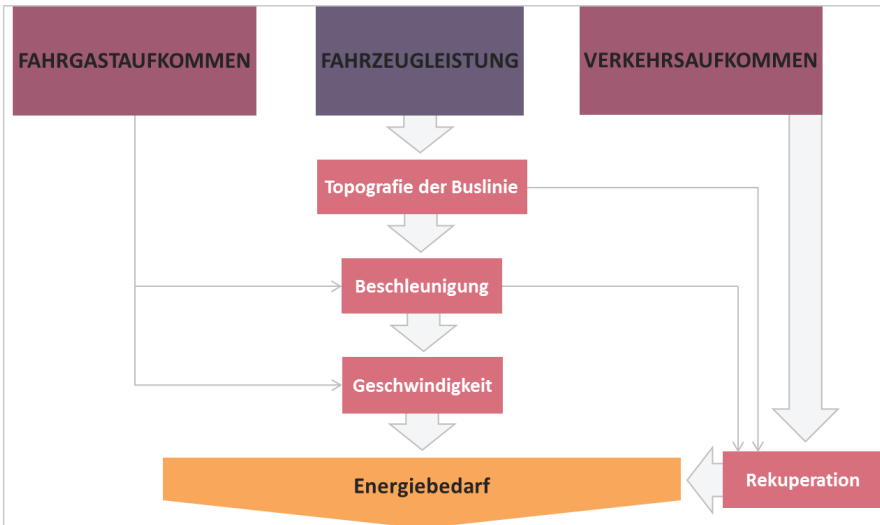 FAHRGASTAUFKOMMEN
FAHRZEUGLEISTUNG
VERKEHRSAUFKOMMEN
Topografie der Buslinie
Beschleunigung
Geschwindigkeit
Energiebedarf
Rekuperation